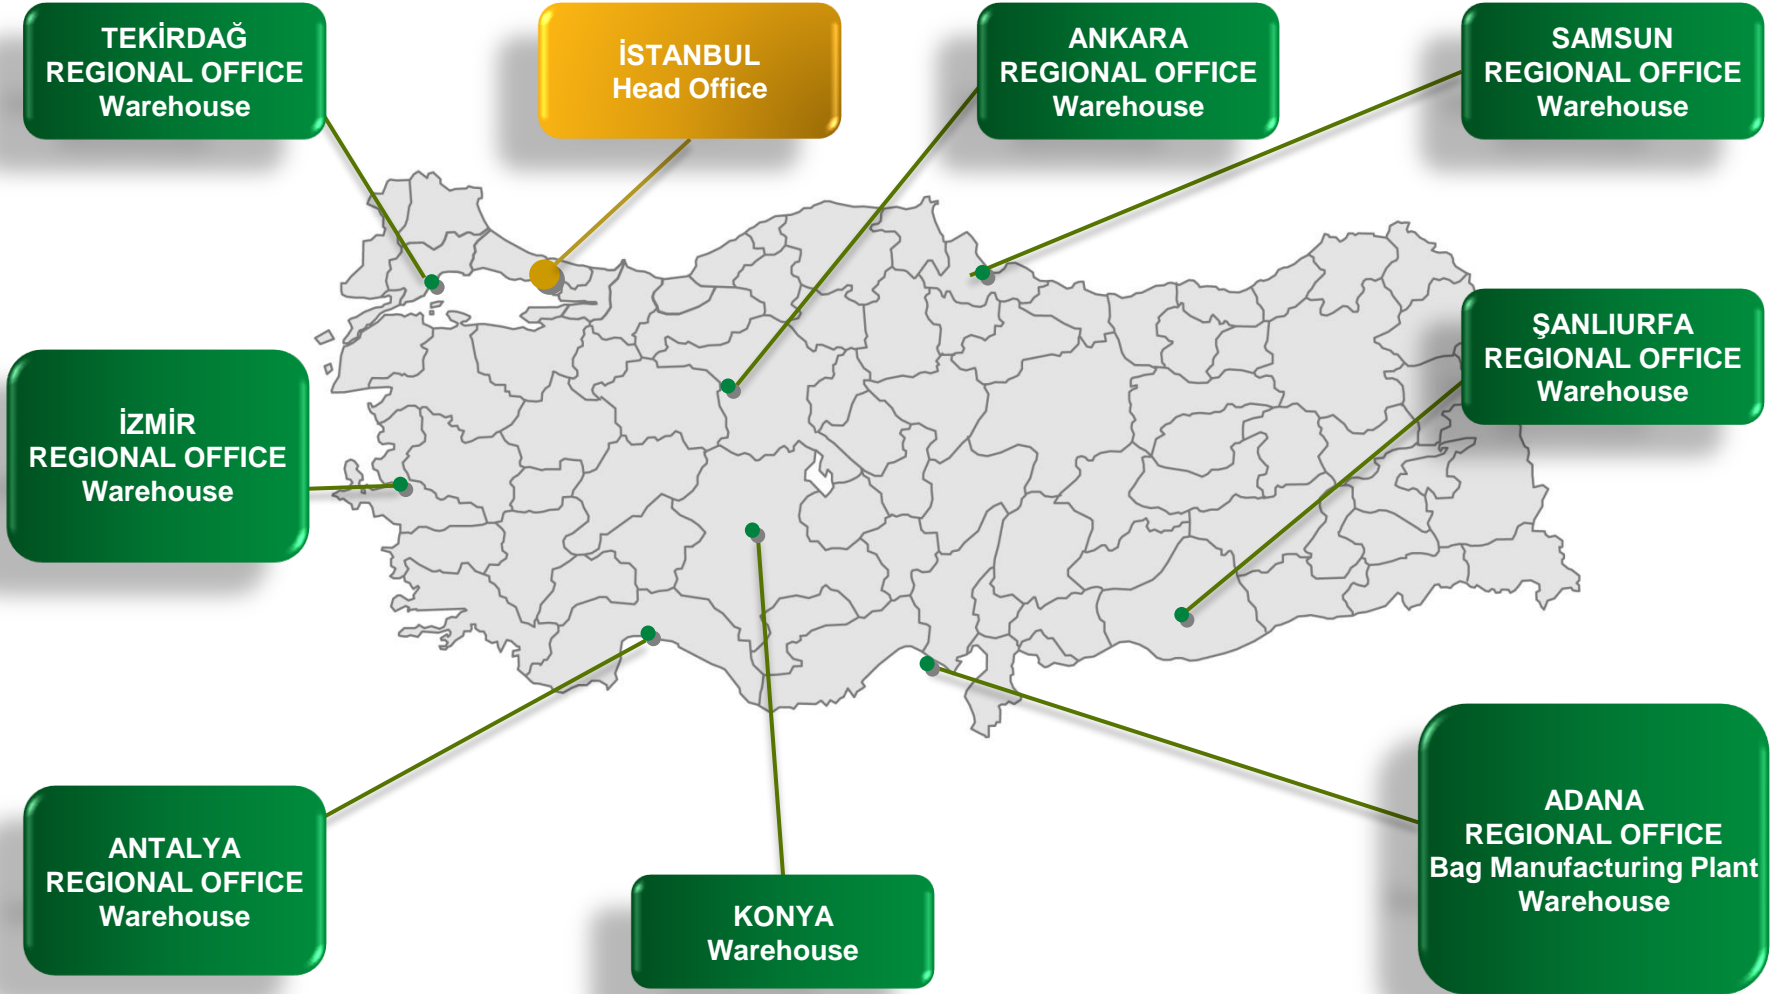 TEKİRDAĞ
REGIONAL OFFICE
Warehouse
İSTANBUL
Head Office
ANKARA
REGIONAL OFFICE
Warehouse
SAMSUN
REGIONAL OFFICE
Warehouse
ŞANLIURFA
REGIONAL OFFICE
Warehouse
İZMİR
REGIONAL OFFICE
Warehouse
ANTALYA
REGIONAL OFFICE
Warehouse
KONYA
Warehouse
ADANA
REGIONAL OFFICE
Bag Manufacturing Plant
Warehouse